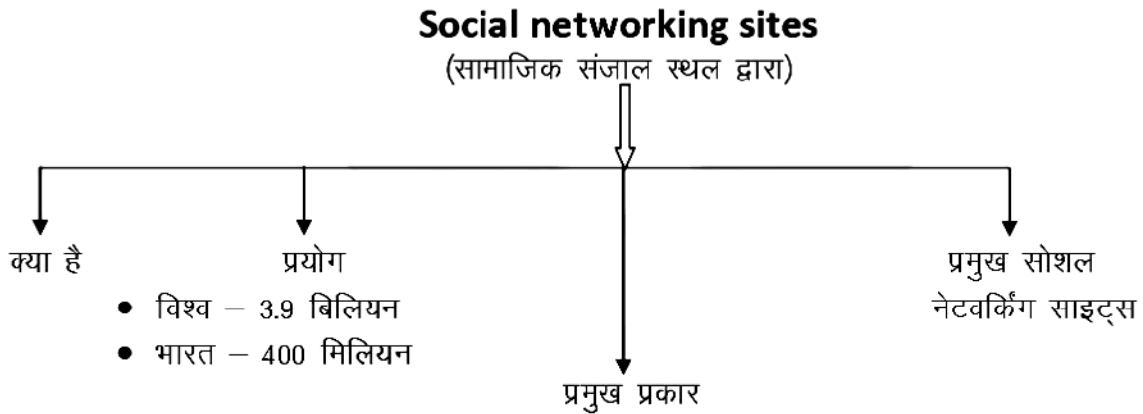 Social networking sites
(सामाजिक संजाल स्थल द्वारा)
क्या है
प्रयोग
• विश्व – 3.9 बिलियन
• भारत – 400 मिलियन
प्रमुख प्रकार
प्रमुख सोशल
नेटवर्किंग साइट्स